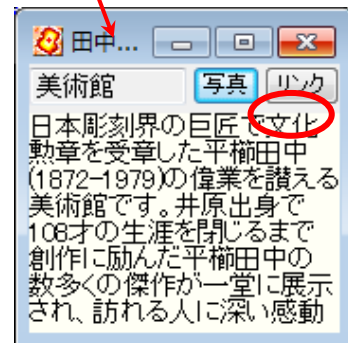 田中...
美術館 写真 リンク
日本彫刻界の巨匠で文化
勲章を受章した平櫛田中
(1872-1979)の偉業を讃える
美術館です。井原出身で
108才の生涯を閉じるまで
創作に励んだ平櫛田中の
数多くの傑作が一堂に展示
され、訪れる人に深い感動